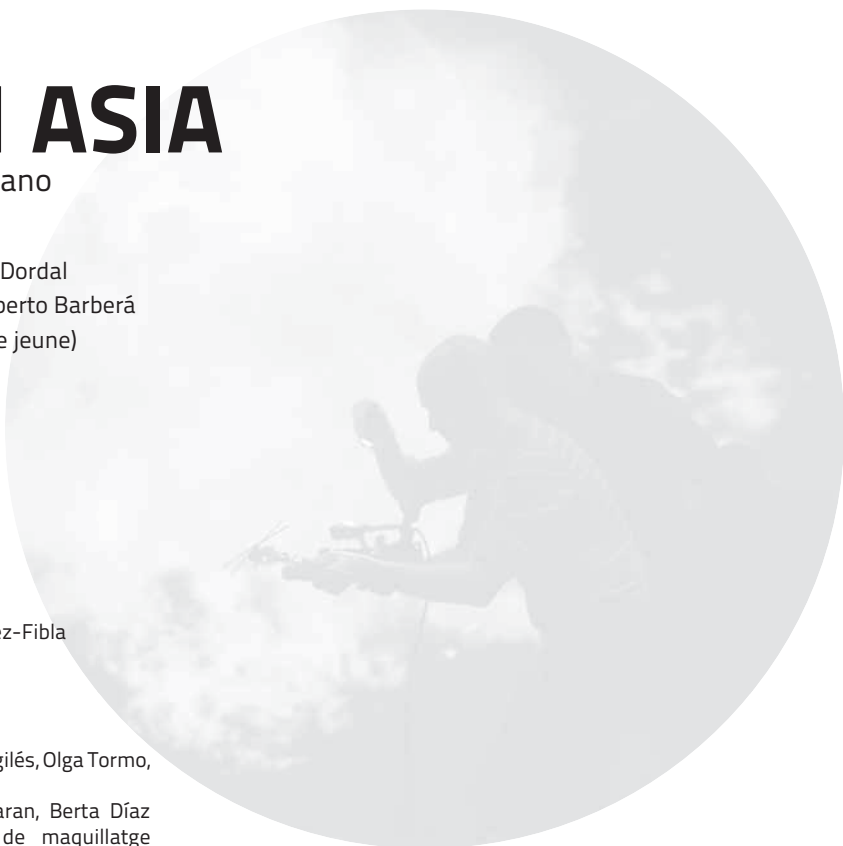 ASIA
ano
Dordal
berto Barberá
e jeune)
ez-Fibla
gilés, Olga Tormo,
aran, Berta Díaz
de maquillatge